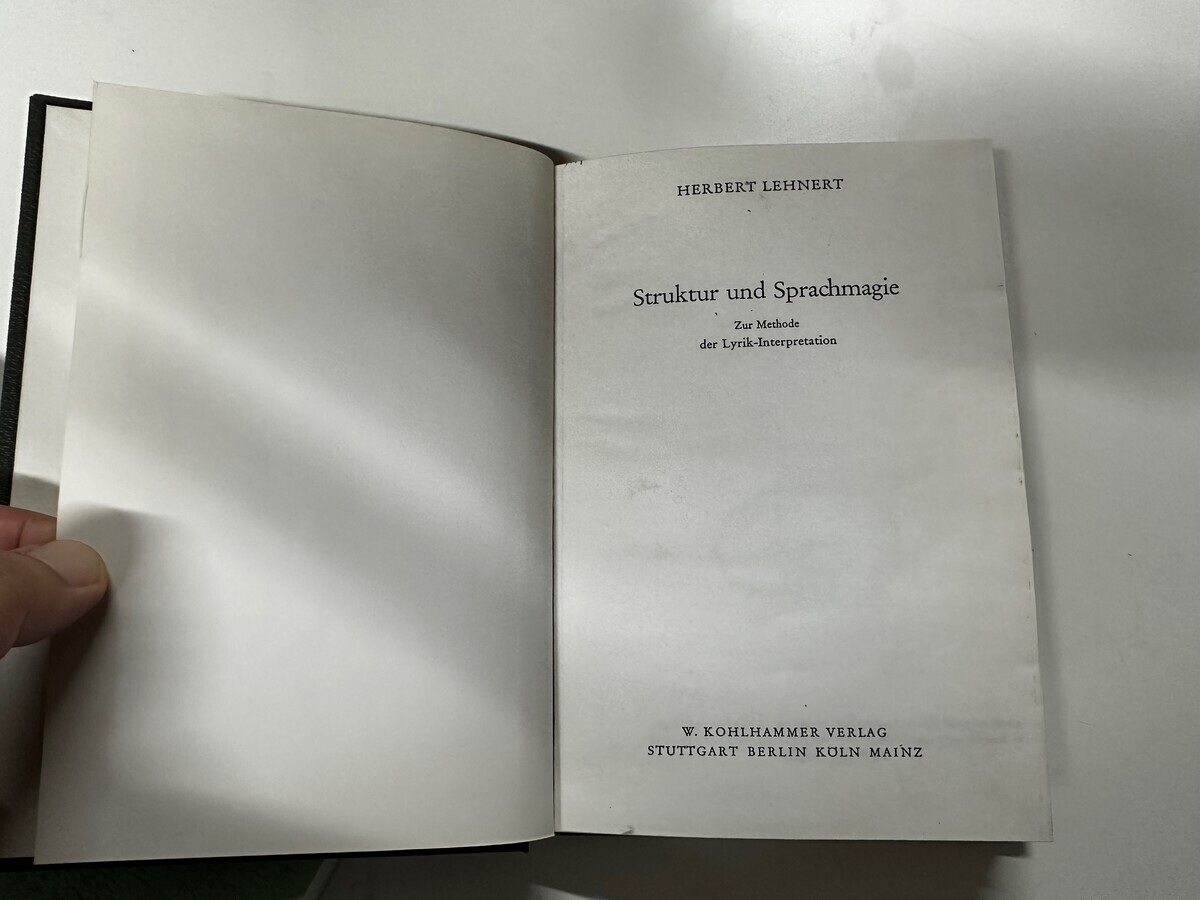 HERBERT LEHNERT
Struktur und Sprachmagie
Zur Methode
der Lyrik-Interpretation
W. KOHLHAMMER VERLAG
STUTTGART BERLIN KÖLN MAINZ